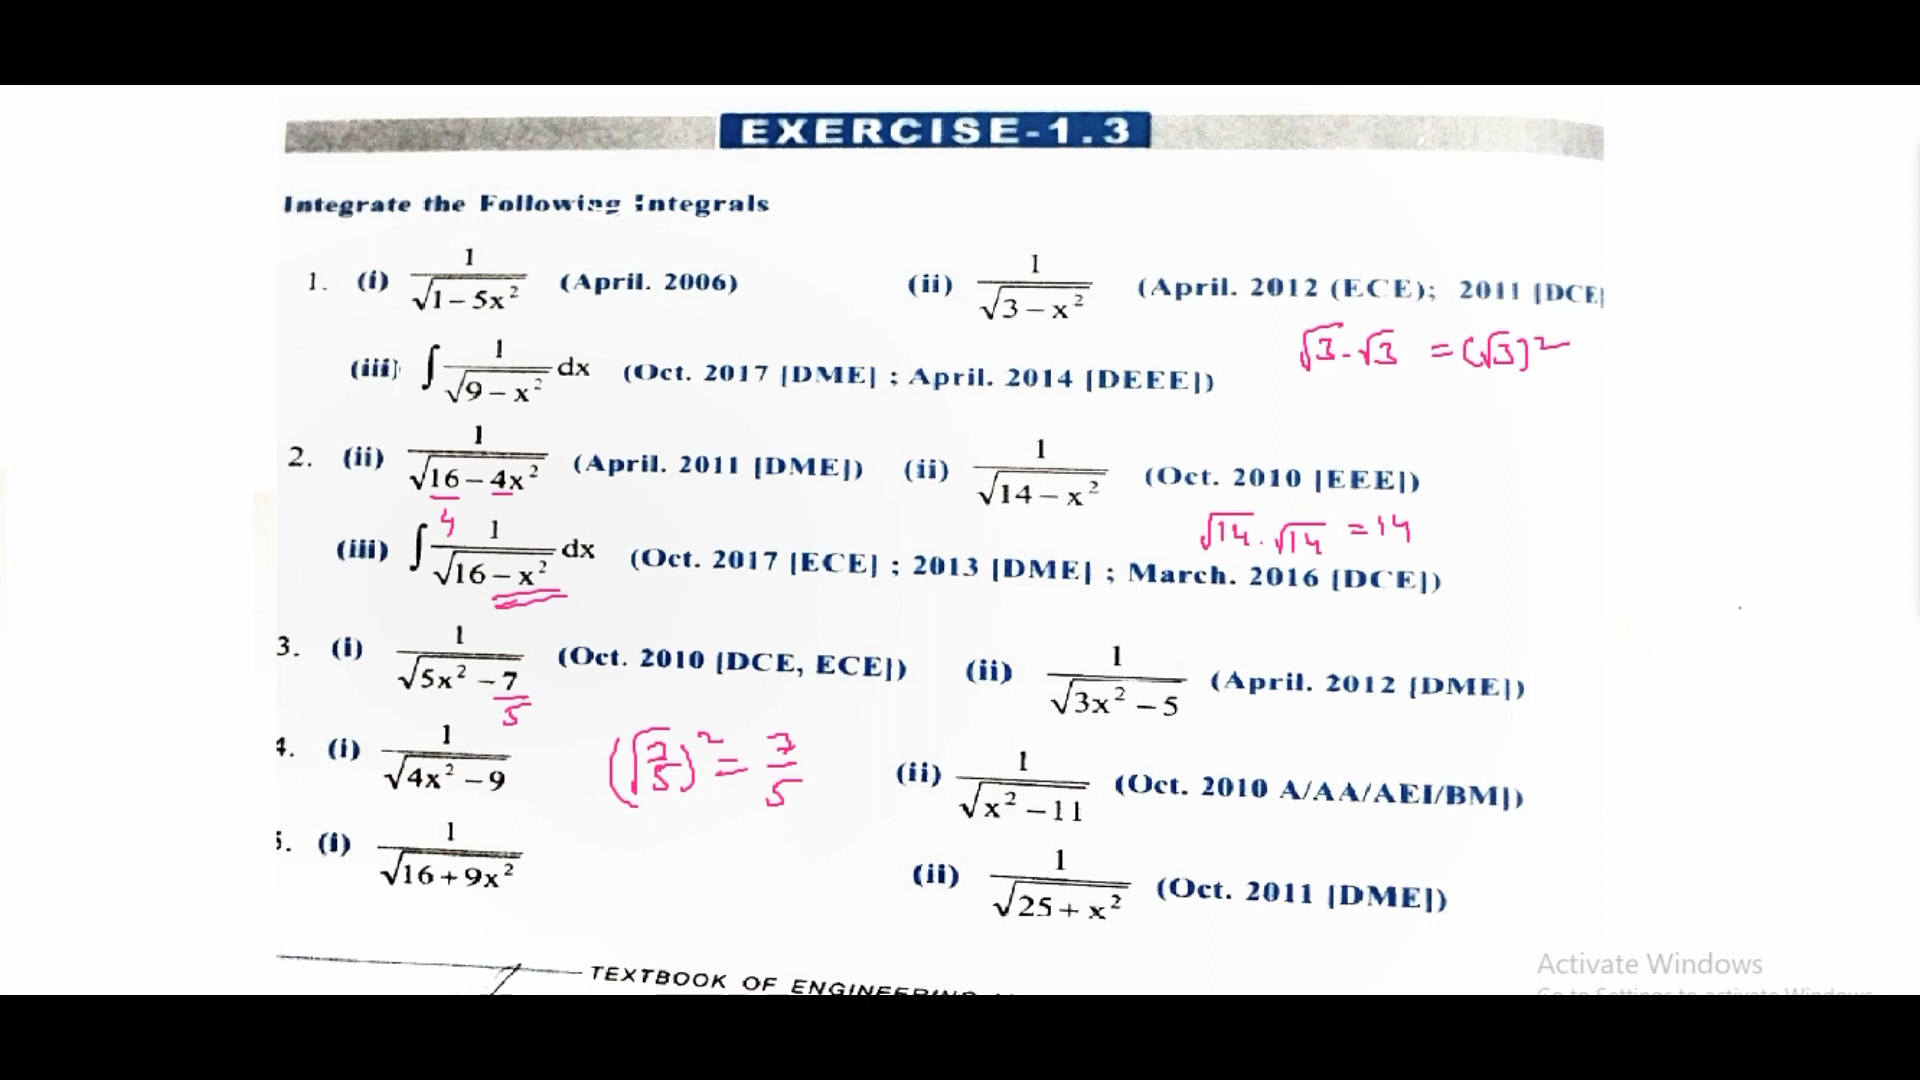 EXERCISE-1.3
Integrate the Following Integrals
1. (i) 1/√(1 – 5x²) (April. 2006) (ii) 1/√(3 – x²) (April. 2012 (ECE); 2011 [DCE]
√3 · √3 = (√3)²
(iii) ∫ 1/√(9 – x²) dx (Oct. 2017 [DME] ; April. 2014 [DEEE])
2. (ii) 1/√(16 – 4x²) (April. 2011 [DME]) (ii) 1/√(14 – x²) (Oct. 2010 [EEE])
4
√14 · √14 = 14
(iii) ∫ 1/√(16 – x²) dx (Oct. 2017 [ECE] ; 2013 [DME] ; March. 2016 [DCE])
3. (i) 1/√(5x² – 7) (Oct. 2010 [DCE, ECE]) (ii) 1/√(3x² – 5) (April. 2012 [DME])
5
4. (i) 1/√(4x² – 9) (√7/5)² = 7/5 (ii) 1/√(x² – 11) (Oct. 2010 A/AA/AEI/BM])
5. (i) 1/√(16 + 9x²) (ii) 1/√(25 + x²) (Oct. 2011 [DME])
TEXTBOOK OF ENGINEERING
Activate Windows
Go to Settings to activate Windows.